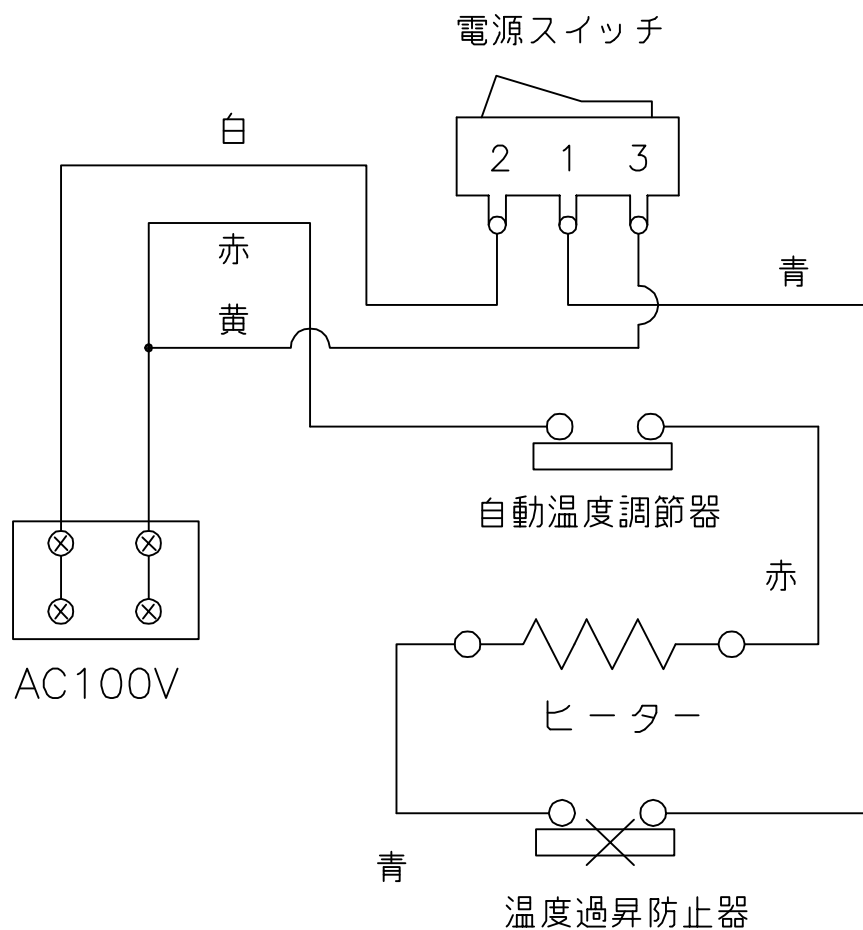 電源スイッチ
白
2 1 3
赤
青
黄
自動温度調節器
赤
AC100V
ヒーター
青
温度過昇防止器